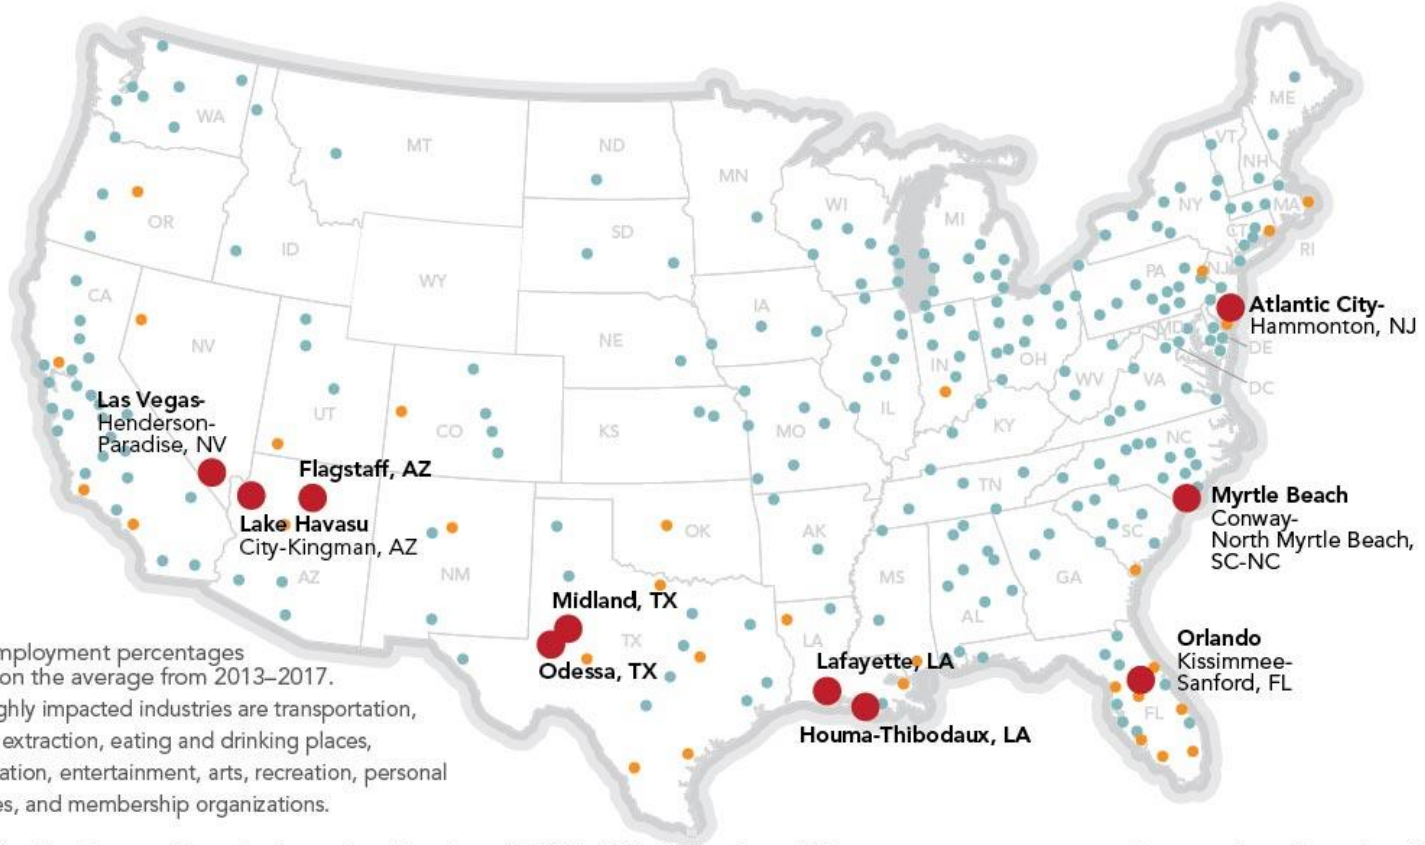 WA
MT
ND
MN
ME
VT
NH
NY
MA
CT
RI
OR
ID
WY
SD
WI
MI
CA
NV
UT
CO
NE
IA
IL
IN
OH
PA
NJ
MD
DE
DC
WV
VA
KS
MO
KY
NC
TN
SC
AZ
NM
OK
AK
MS
AL
GA
TX
LA
FL
Atlantic City-
Hammonton, NJ
Las Vegas-
Henderson-
Paradise, NV
Flagstaff, AZ
Lake Havasu
City-Kingman, AZ
Myrtle Beach
Conway-
North Myrtle Beach,
SC-NC
Midland, TX
Odessa, TX
Lafayette, LA
Houma-Thibodaux, LA
Orlando
Kissimmee-
Sanford, FL
mployment percentages
on the average from 2013–2017.
ghly impacted industries are transportation,
extraction, eating and drinking places,
ation, entertainment, arts, recreation, personal
es, and membership organizations.